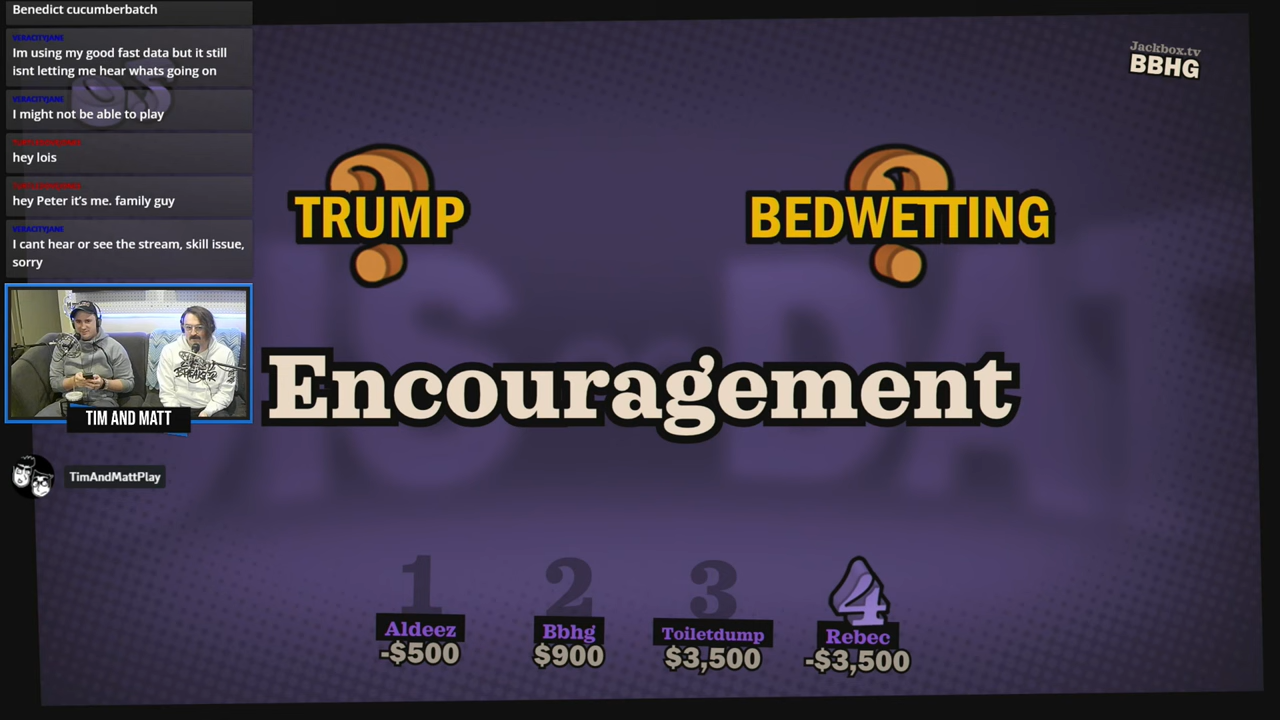 Benedict cucumberbatch
VERACITYJANE
Im using my good fast data but it still
isnt letting me hear whats going on
VERACITYJANE
I might not be able to play
hey lois
hey Peter it's me. family guy
VERACITYJANE
I cant hear or see the stream, skill issue,
sorry
TIM AND MATT
TimAndMattPlay
Jackbox.tv
BBHG
TRUMP
BEDWETTING
Encouragement
1 2 3 4
Aldeez Bbhg Toiletdump Rebec
-$500 $900 $3,500 -$3,500